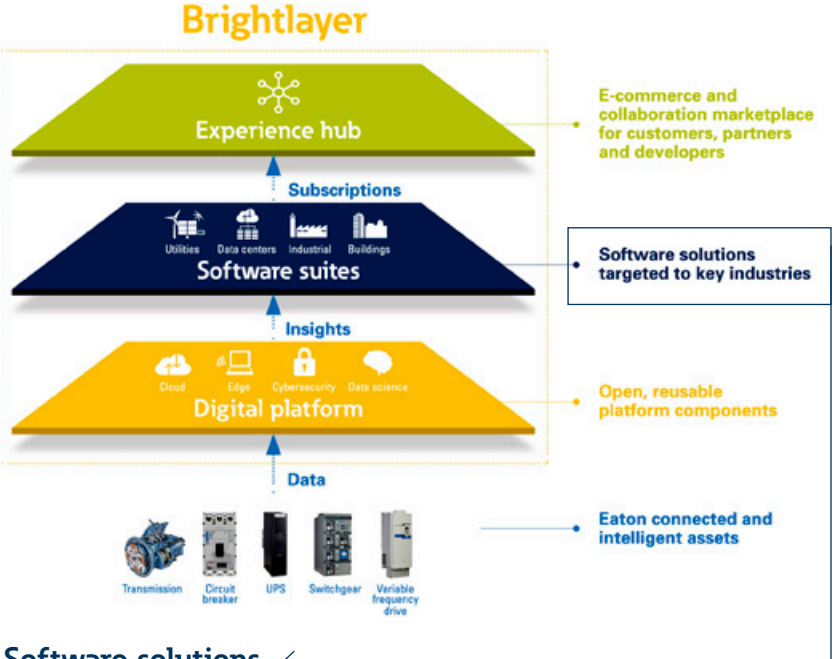 Brightlayer
Experience hub
E-commerce and
collaboration marketplace
for customers, partners
and developers
Subscriptions
Utilities Data centers Industrial Buildings
Software suites
Software solutions
targeted to key industries
Insights
Cloud Edge Cybersecurity Data science
Digital platform
Open, reusable
platform components
Data
Eaton connected and
intelligent assets
Transmission
Circuit
breaker
UPS
Switchgear
Variable
frequency
drive
Software solutions